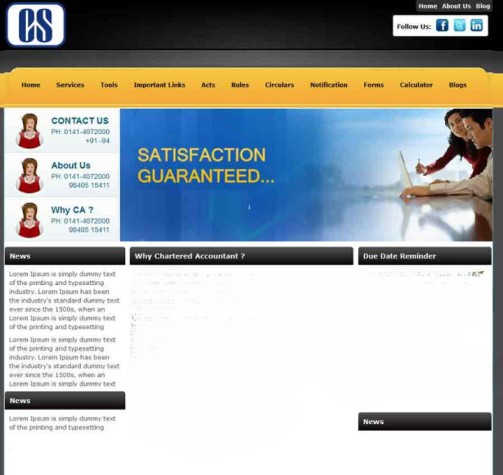 Home About Us Blog
CS
Follow Us:
Home Services Tools Important Links Acts Rules Circulars Notification Forms Calculator Blogs
CONTACT US
PH: 0141-4072000
+91 -94
About Us
PH: 0141-4072000
98405 15411
Why CA ?
PH: 0141-4072000
98405 15411
SATISFACTION
GUARANTEED...
News
Lorem Ipsum is simply dummy text
of the printing and typesetting
industry. Lorem Ipsum has been
the industry's standard dummy text
ever since the 1500s, when an
Lorem Ipsum is simply dummy text
of the printing and typesetting
Lorem Ipsum is simply dummy text
of the printing and typesetting
industry. Lorem Ipsum has been
the industry's standard dummy text
ever since the 1500s, when an
Lorem Ipsum is simply dummy text
News
Lorem Ipsum is simply dummy text
of the printing and typesetting
Why Chartered Accountant ?
Due Date Reminder
News